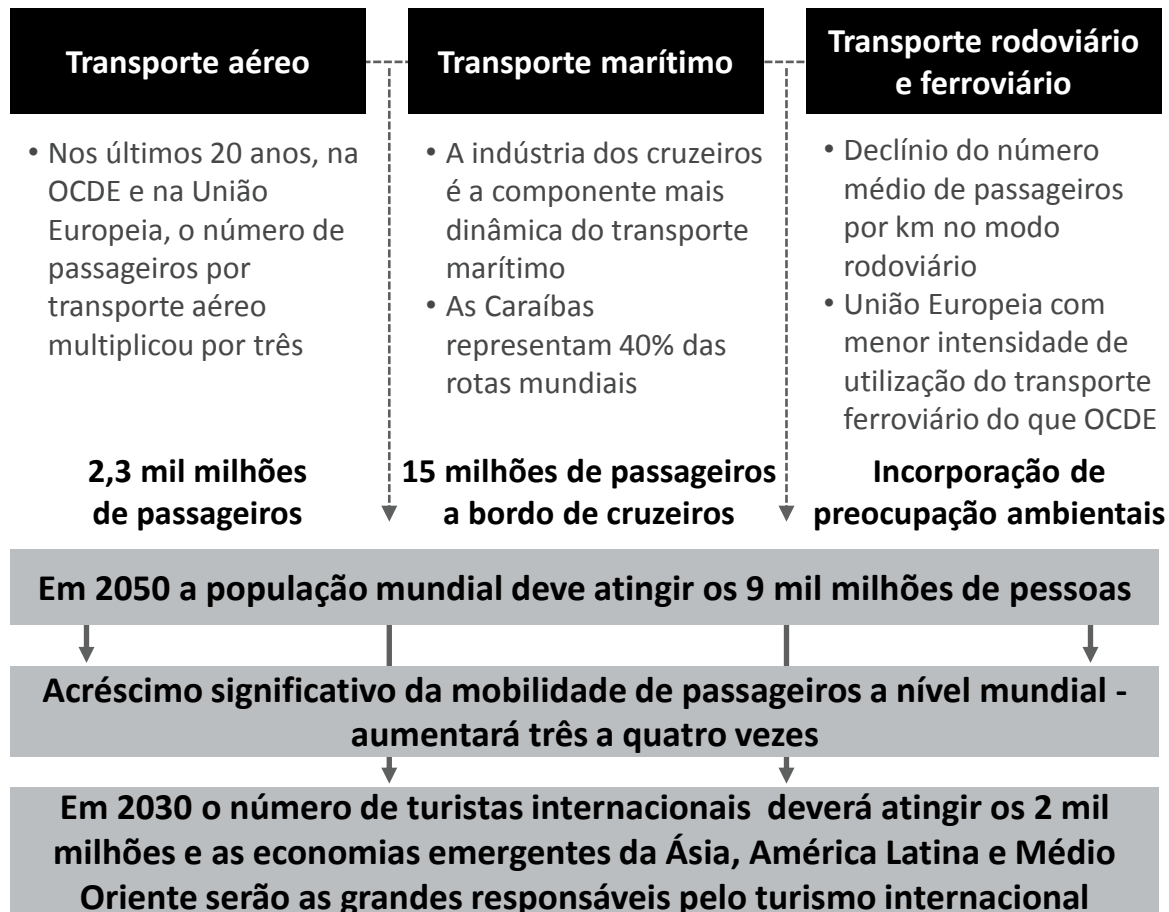 Transporte aéreo
• Nos últimos 20 anos, na
OCDE e na União
Europeia, o número de
passageiros por
transporte aéreo
multiplicou por três
2,3 mil milhões
de passageiros
Transporte marítimo
• A indústria dos cruzeiros
é a componente mais
dinâmica do transporte
marítimo
• As Caraíbas
representam 40% das
rotas mundiais
15 milhões de passageiros
a bordo de cruzeiros
Transporte rodoviário
e ferroviário
• Declínio do número
médio de passageiros
por km no modo
rodoviário
• União Europeia com
menor intensidade de
utilização do transporte
ferroviário do que OCDE
Incorporação de
preocupação ambientais
Em 2050 a população mundial deve atingir os 9 mil milhões de pessoas
Acréscimo significativo da mobilidade de passageiros a nível mundial -
aumentará três a quatro vezes
Em 2030 o número de turistas internacionais deverá atingir os 2 mil
milhões e as economias emergentes da Ásia, América Latina e Médio
Oriente serão as grandes responsáveis pelo turismo internacional